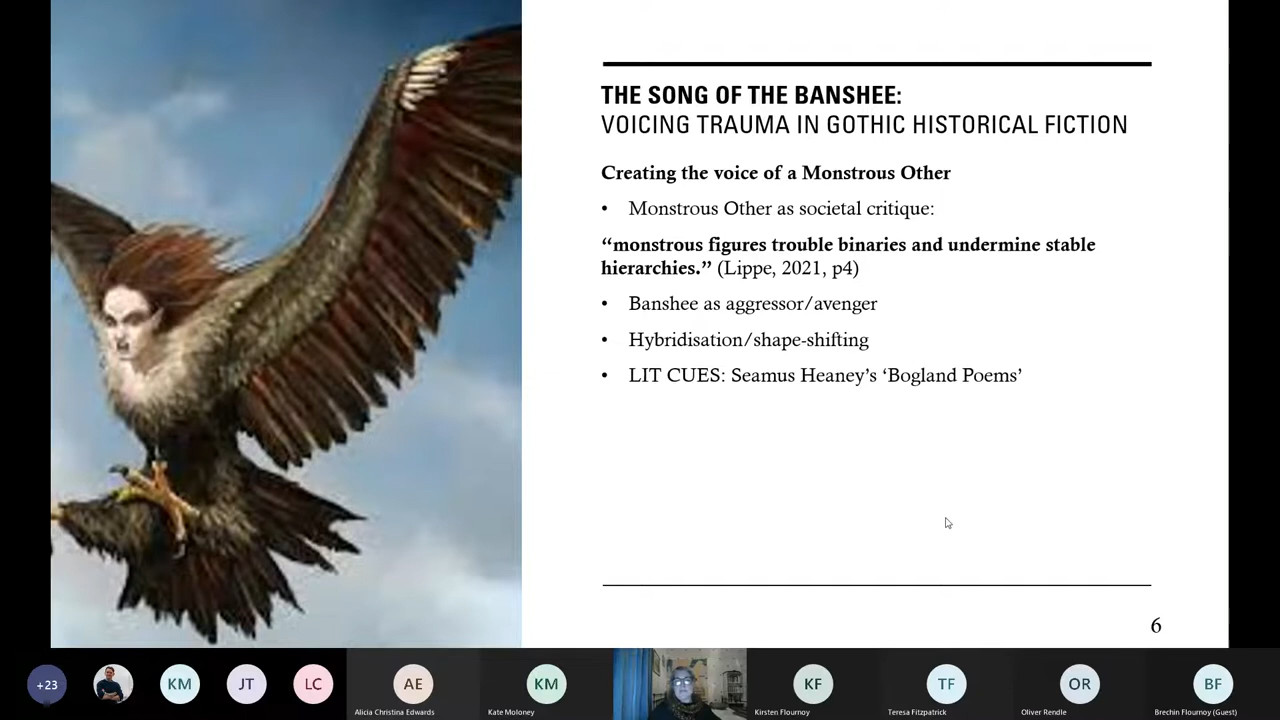 THE SONG OF THE BANSHEE:
VOICING TRAUMA IN GOTHIC HISTORICAL FICTION
Creating the voice of a Monstrous Other
• Monstrous Other as societal critique:
“monstrous figures trouble binaries and undermine stable
hierarchies.” (Lippe, 2021, p4)
• Banshee as aggressor/avenger
• Hybridisation/shape-shifting
• LIT CUES: Seamus Heaney’s ‘Bogland Poems’
6
+23
KM
JT
LC
AE
KM
KF
TF
OR
BF
Alicia Christina Edwards
Kate Moloney
Kirsten Flournoy
Teresa Fitzpatrick
Oliver Rendle
Brechin Flournoy (Guest)